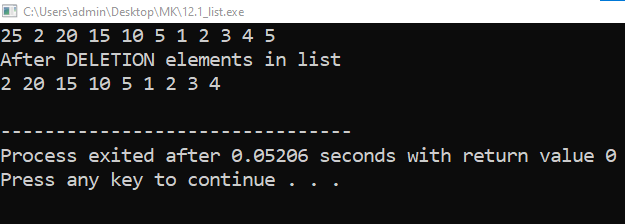 C:\Users\admin\Desktop\MK\12.1_list.exe
25 2 20 15 10 5 1 2 3 4 5
After DELETION elements in list
2 20 15 10 5 1 2 3 4
--------------------------------
Process exited after 0.05206 seconds with return value 0
Press any key to continue . . .